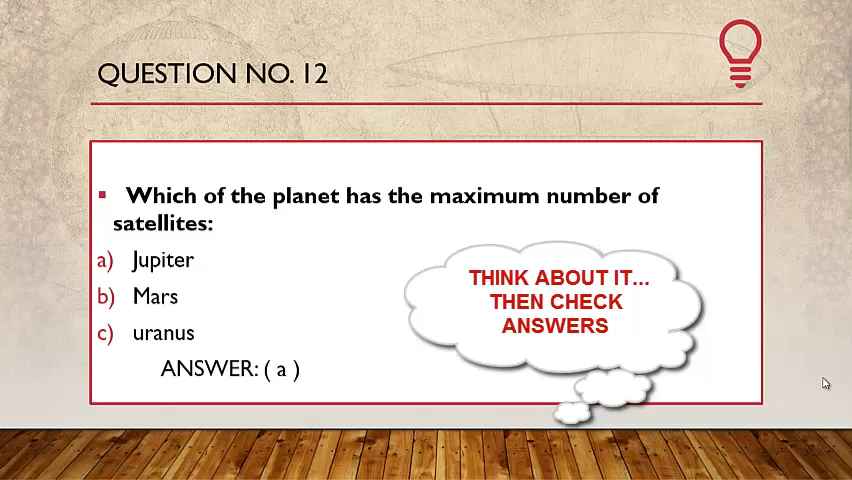 QUESTION NO. 12
▪ Which of the planet has the maximum number of
satellites:
a) Jupiter
b) Mars
c) uranus
ANSWER: ( a )
THINK ABOUT IT...
THEN CHECK
ANSWERS